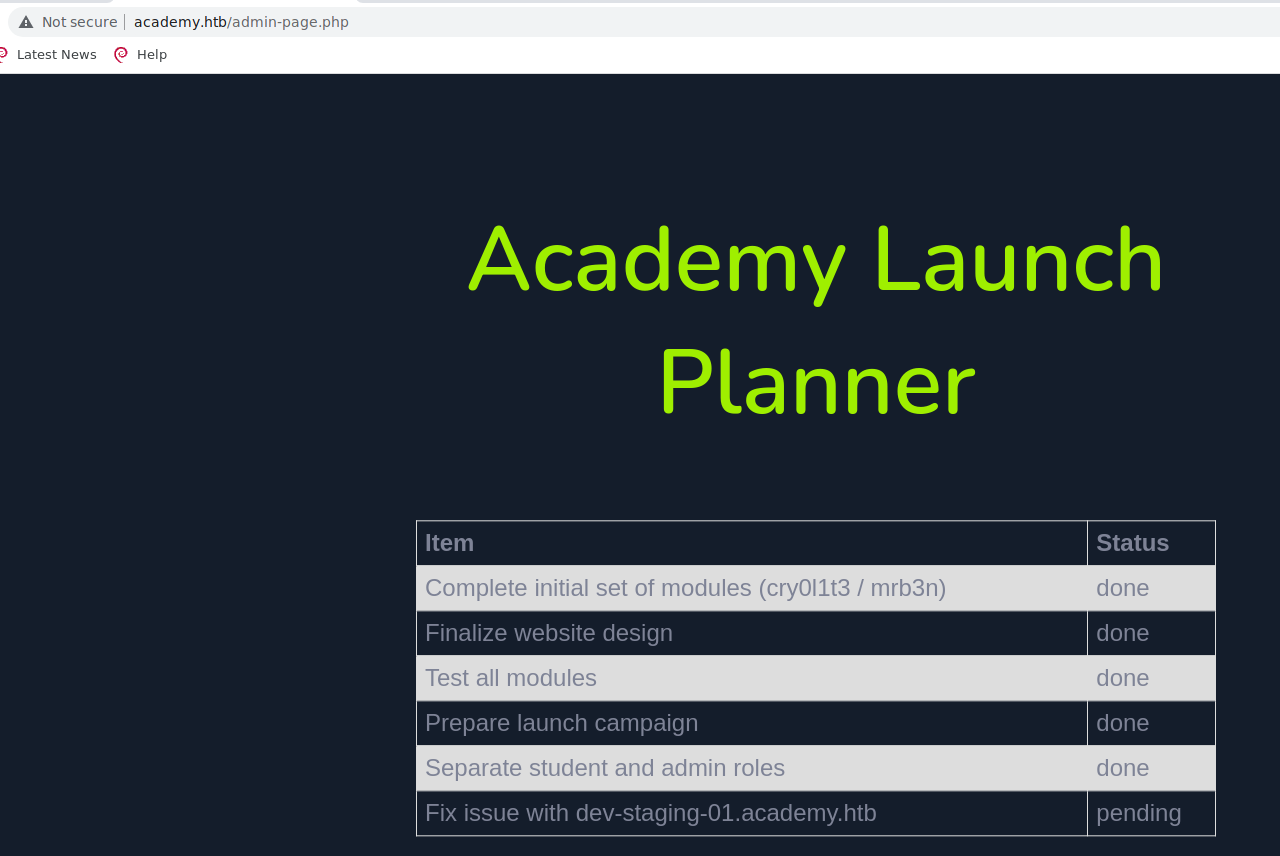 Not secure academy.htb/admin-page.php
Latest News Help
Academy Launch
Planner
Item Status
Complete initial set of modules (cry0l1t3 / mrb3n) done
Finalize website design done
Test all modules done
Prepare launch campaign done
Separate student and admin roles done
Fix issue with dev-staging-01.academy.htb pending